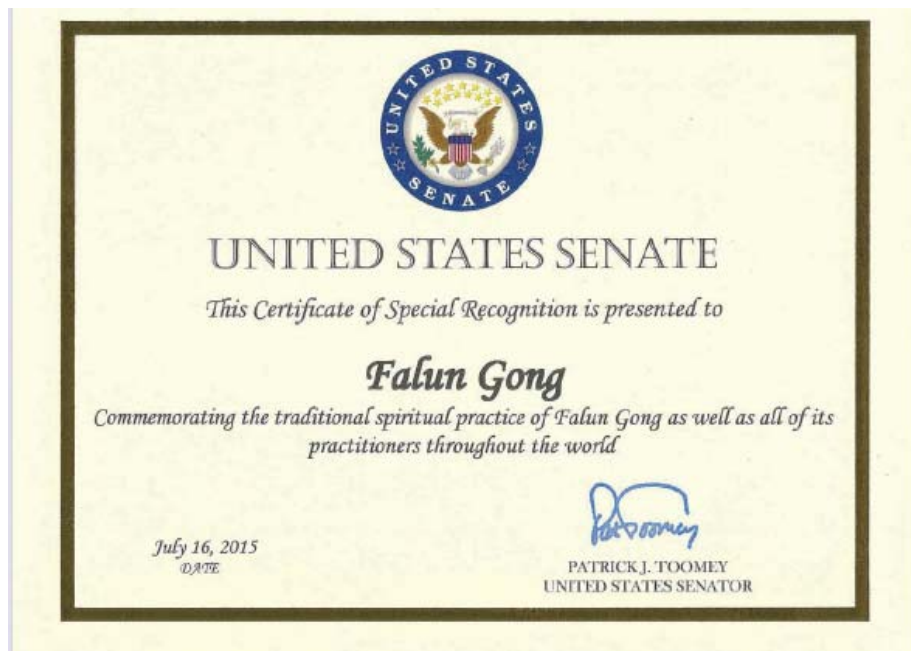 UNITED STATES
SENATE
UNITED STATES SENATE
This Certificate of Special Recognition is presented to
Falun Gong
Commemorating the traditional spiritual practice of Falun Gong as well as all of its
practitioners throughout the world
Pat Toomey
July 16, 2015
DATE
PATRICK J. TOOMEY
UNITED STATES SENATOR